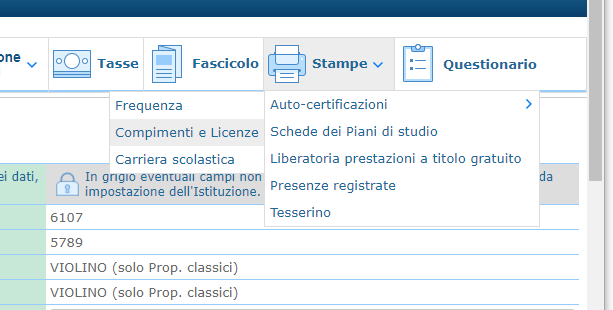 one
Tasse
Fascicolo
Stampe
Questionario
Frequenza
Compimenti e Licenze
Carriera scolastica
Auto-certificazioni
Schede dei Piani di studio
Liberatoria prestazioni a titolo gratuito
Presenze registrate
Tesserino
ei dati,
In grigio eventuali campi non
da
impostazione dell'Istituzione.
6107
5789
VIOLINO (solo Prop. classici)
VIOLINO (solo Prop. classici)